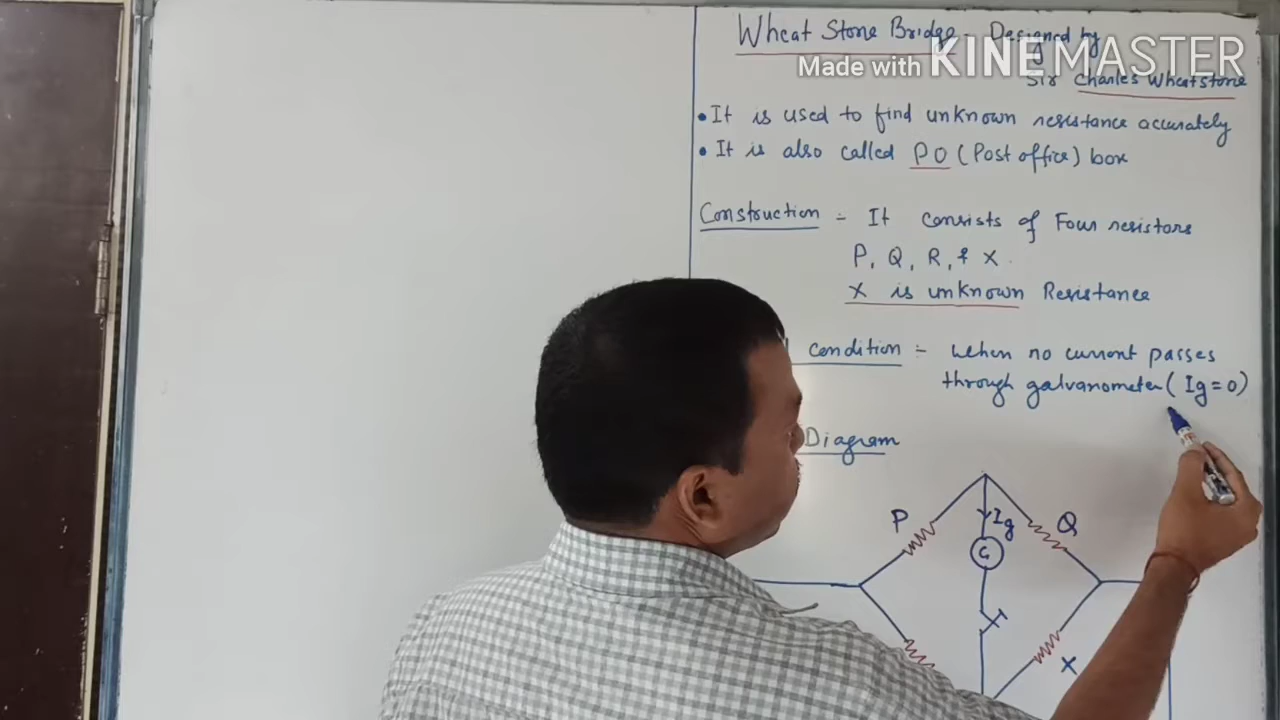 Wheat Stone Bridge - Designed by
Made with KINEMASTER
Sir Charles Wheatstone
• It is used to find unknown resistance accurately
• It is also called PO (Post office) box
Construction :- It consists of Four resistors
P, Q, R, & X.
X is unknown Resistance
condition :- When no current passes
through galvanometer ( Ig = 0)
Diagram
P
Ig
Q
G
X